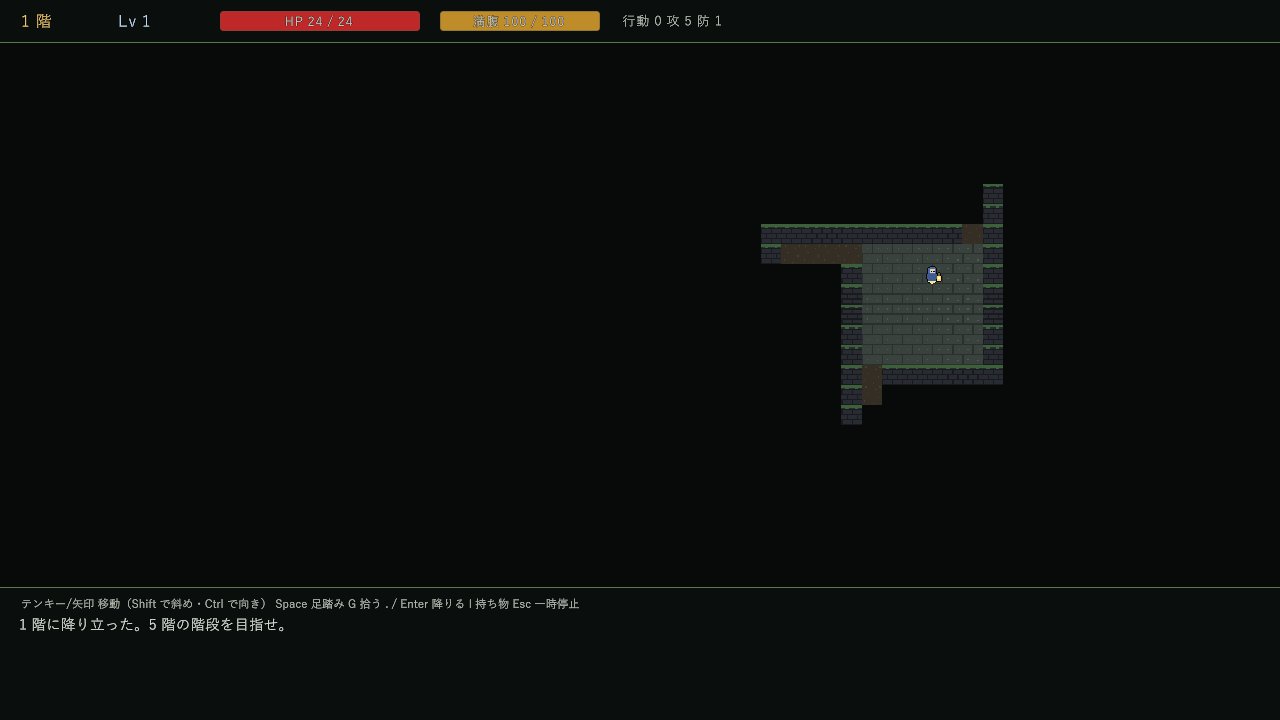 1 階 Lv 1 HP 24 / 24 満腹 100 / 100 行動 0 攻 5 防 1
テンキー/矢印 移動（Shift で斜め・Ctrl で向き） Space 足踏み G 拾う . / Enter 降りる I 持ち物 Esc 一時停止
1 階に降り立った。5 階の階段を目指せ。